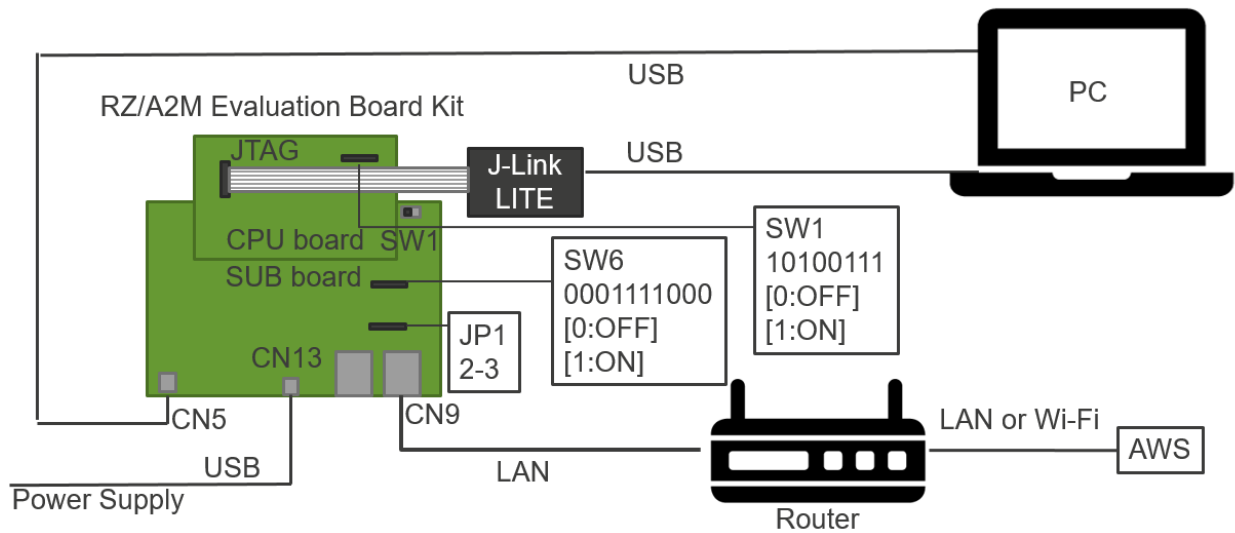 USB
PC
RZ/A2M Evaluation Board Kit
JTAG
J-Link
LITE
USB
CPU board
SW1
SUB board
SW1
10100111
[0:OFF]
[1:ON]
SW6
0001111000
[0:OFF]
[1:ON]
JP1
2-3
CN13
CN5
CN9
USB
Power Supply
LAN
LAN or Wi-Fi
AWS
Router